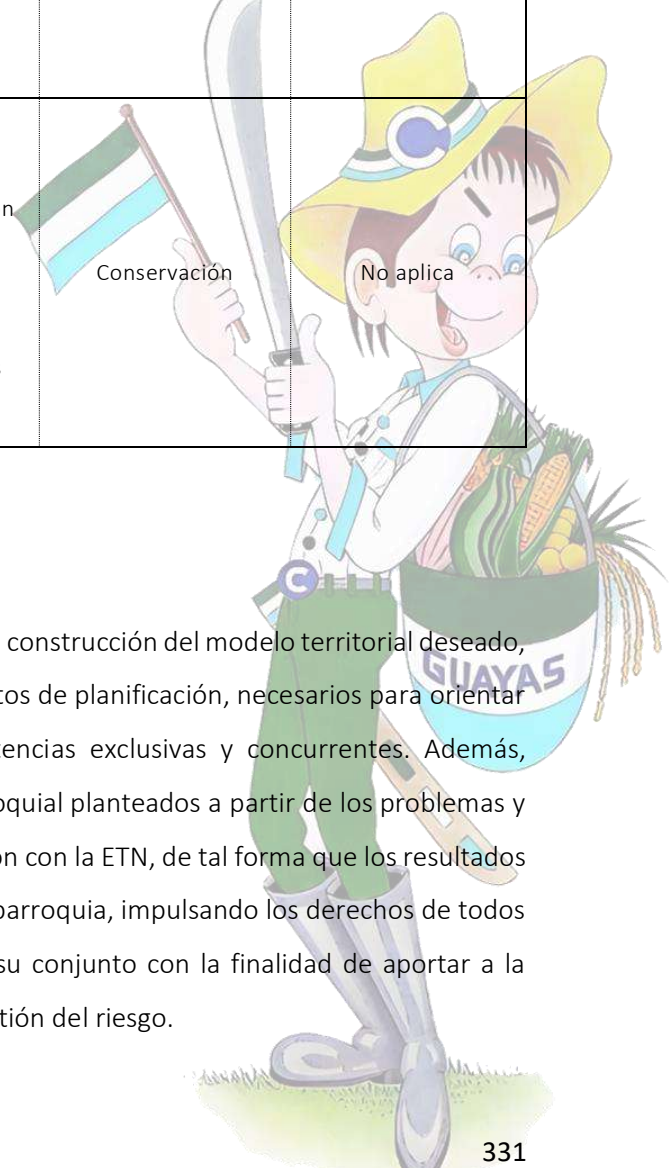 n
Conservación
No aplica
C
GUAYAS
construcción del modelo territorial deseado,
tos de planificación, necesarios para orientar
tencias exclusivas y concurrentes. Además,
oquial planteados a partir de los problemas y
ón con la ETN, de tal forma que los resultados
parroquia, impulsando los derechos de todos
su conjunto con la finalidad de aportar a la
tión del riesgo.
331